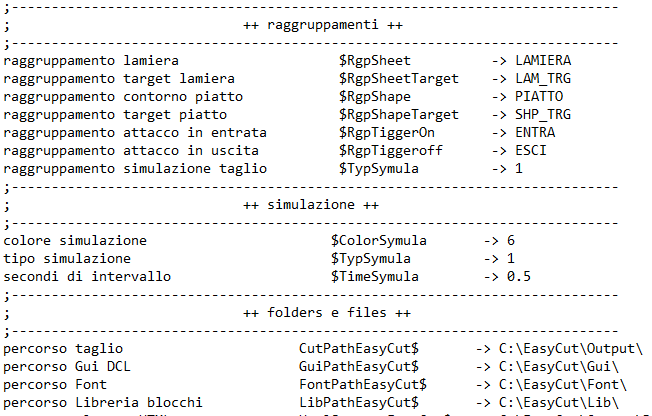 ;----------------------------------------------------------------------------
;                             ++ raggruppamenti ++
;----------------------------------------------------------------------------
raggruppamento lamiera                    $RgpSheet          -> LAMIERA
raggruppamento target lamiera             $RgpSheetTarget    -> LAM_TRG
raggruppamento contorno piatto            $RgpShape          -> PIATTO
raggruppamento target piatto              $RgpShapeTarget    -> SHP_TRG
raggruppamento attacco in entrata         $RgpTiggerOn       -> ENTRA
raggruppamento attacco in uscita          $RgpTiggeroff      -> ESCI
raggruppamento simulazione taglio         $TypSymula         -> 1
;----------------------------------------------------------------------------
;                             ++ simulazione ++
;----------------------------------------------------------------------------
colore simulazione                       $ColorSymula       -> 6
tipo simulazione                         $TypSymula         -> 1
secondi di intervallo                    $TimeSymula        -> 0.5
;----------------------------------------------------------------------------
;                             ++ folders e files ++
;----------------------------------------------------------------------------
percorso taglio                      CutPathEasyCut$       -> C:\EasyCut\Output\
percorso Gui DCL                     GuiPathEasyCut$       -> C:\EasyCut\Gui\
percorso Font                        FontPathEasyCut$      -> C:\EasyCut\Font\
percorso Libreria blocchi            LibPathEasyCut$       -> C:\EasyCut\Lib\